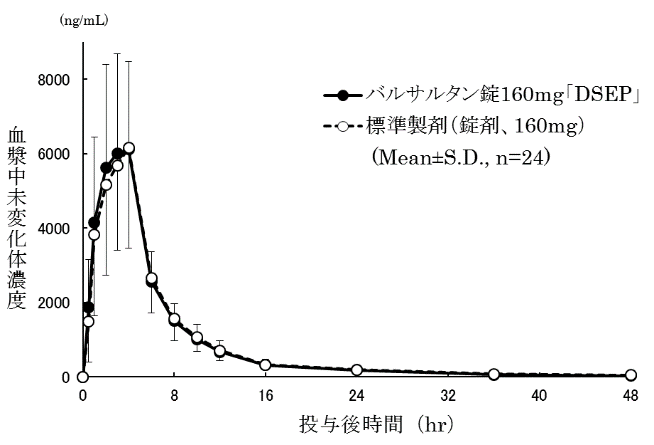 (ng/mL)
8000
6000
4000
2000
0
血漿中未変化体濃度
バルサルタン錠160mg「DSEP」
標準製剤（錠剤、160mg）
(Mean±S.D., n=24)
0 8 16 24 32 40 48
投与後時間 (hr)